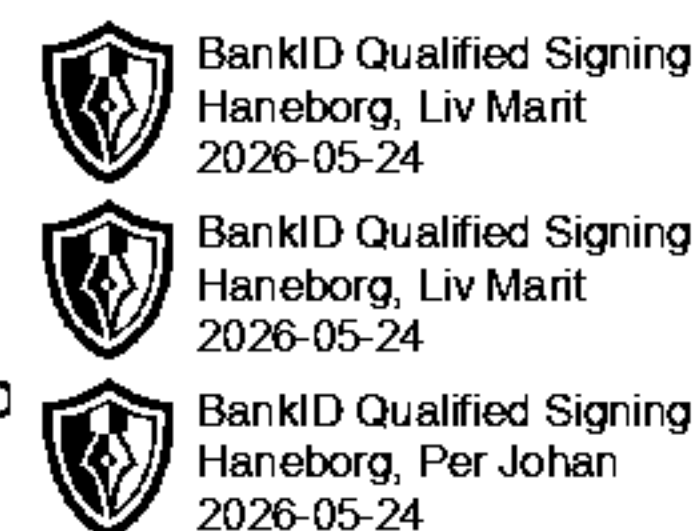 BankID Qualified Signing
Haneborg, Liv Marit
2026-05-24
BankID Qualified Signing
Haneborg, Liv Marit
2026-05-24
BankID Qualified Signing
Haneborg, Per Johan
2026-05-24